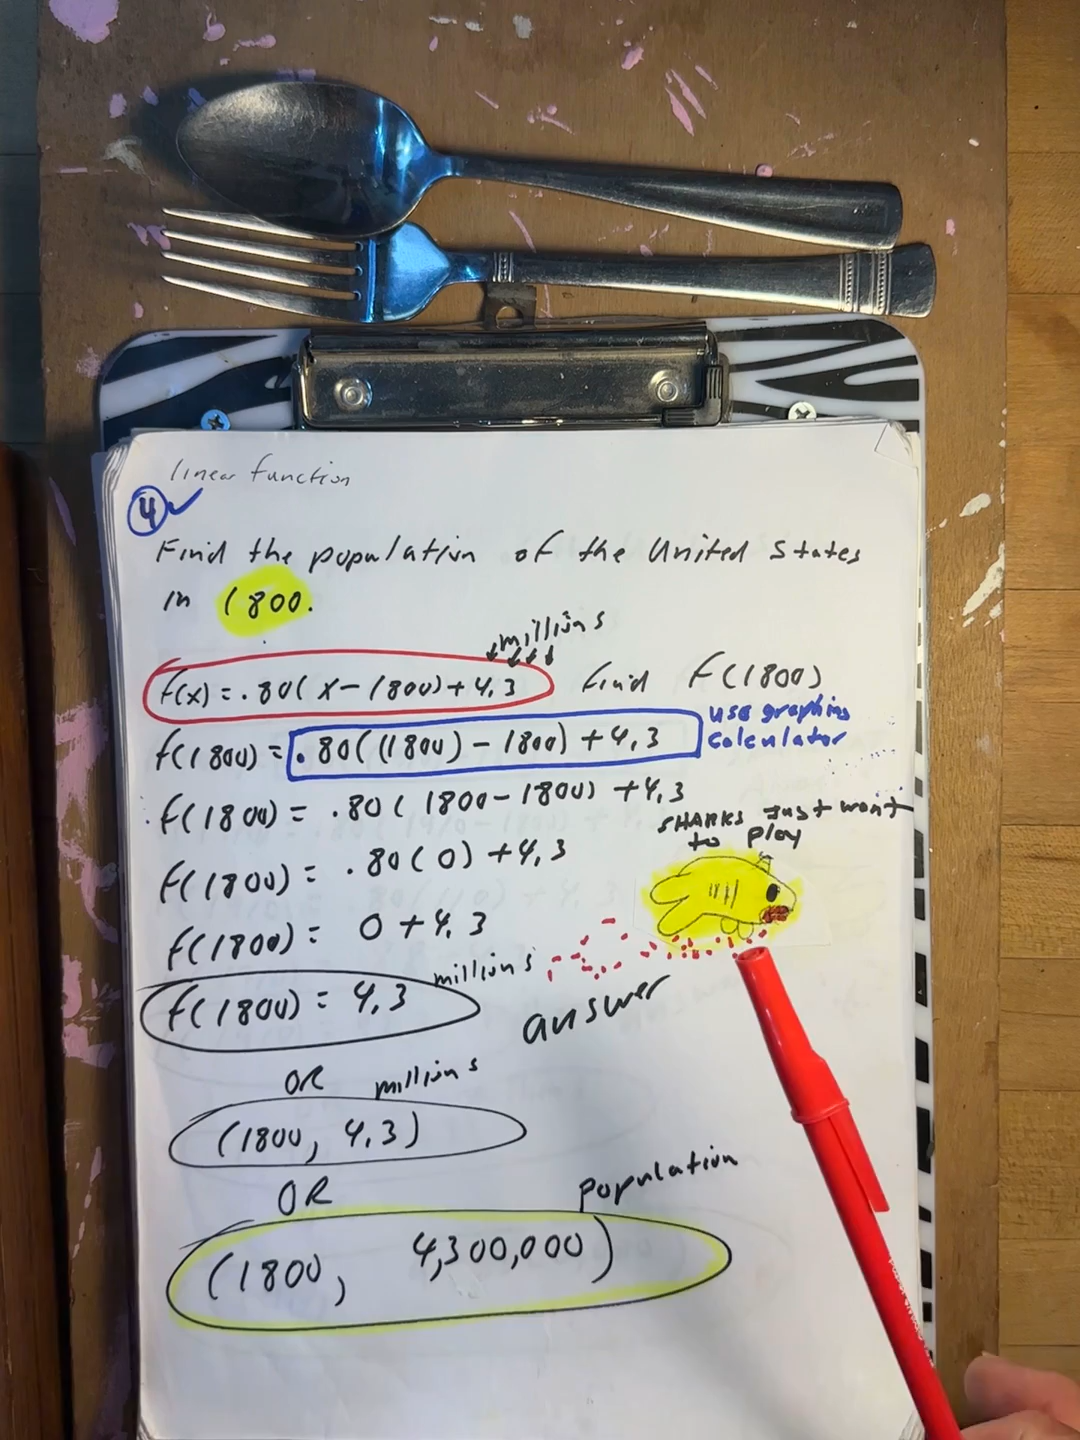 linear function
4
Find the population of the United States
in 1800.
millions
f(x) = .80(x-1800)+4.3 find f(1800)
f(1800) = .80((1800)-1800)+4.3 use graphing
calculator
f(1800) = .80(1800-1800)+4.3
SHARKS Just want
to play
f(1800) = .80(0)+4.3
f(1800) = 0+4.3
f(1800) = 4.3 millions
answer
OR millions
(1800, 4.3)
OR population
(1800, 4,300,000)